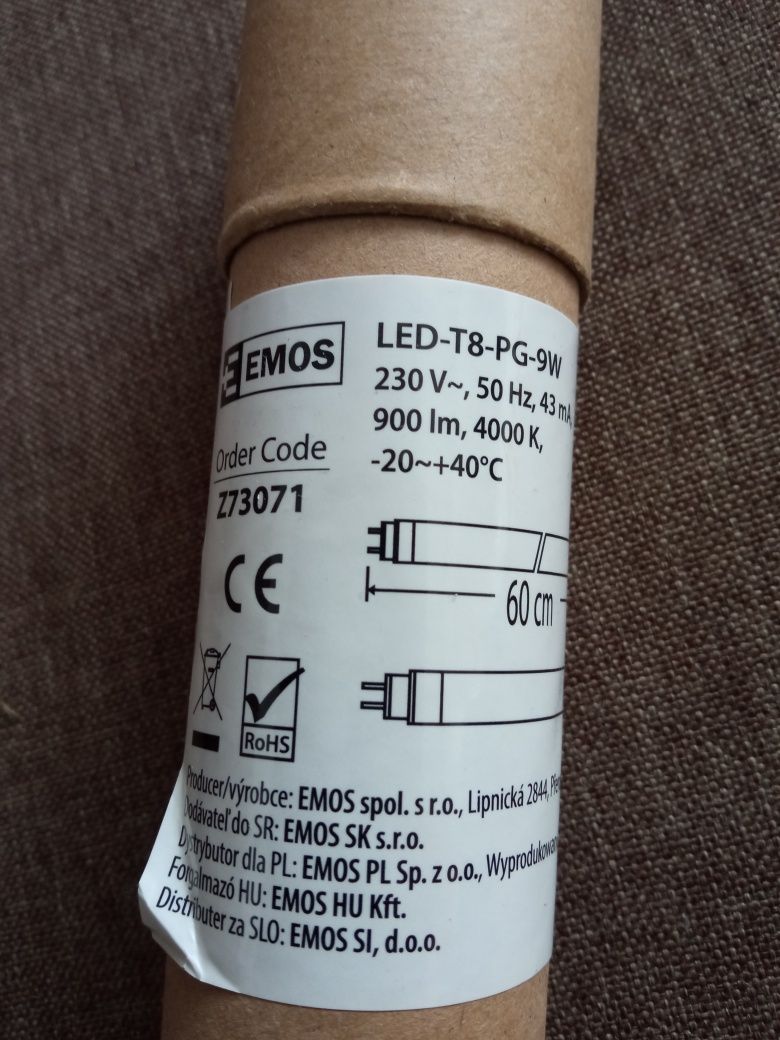 EMOS
LED-T8-PG-9W
230 V~, 50 Hz, 43 mA,
900 lm, 4000 K,
-20~+40°C
Order Code
Z73071
CE
60 cm
RoHS
Producer/výrobce: EMOS spol. s r.o., Lipnická 2844,
Dodávateľ do SR: EMOS SK s.r.o.
Dystrybutor dla PL: EMOS PL Sp. z o.o.,
Forgalmazó HU: EMOS HU Kft.
Distributer za SLO: EMOS SI, d.o.o.